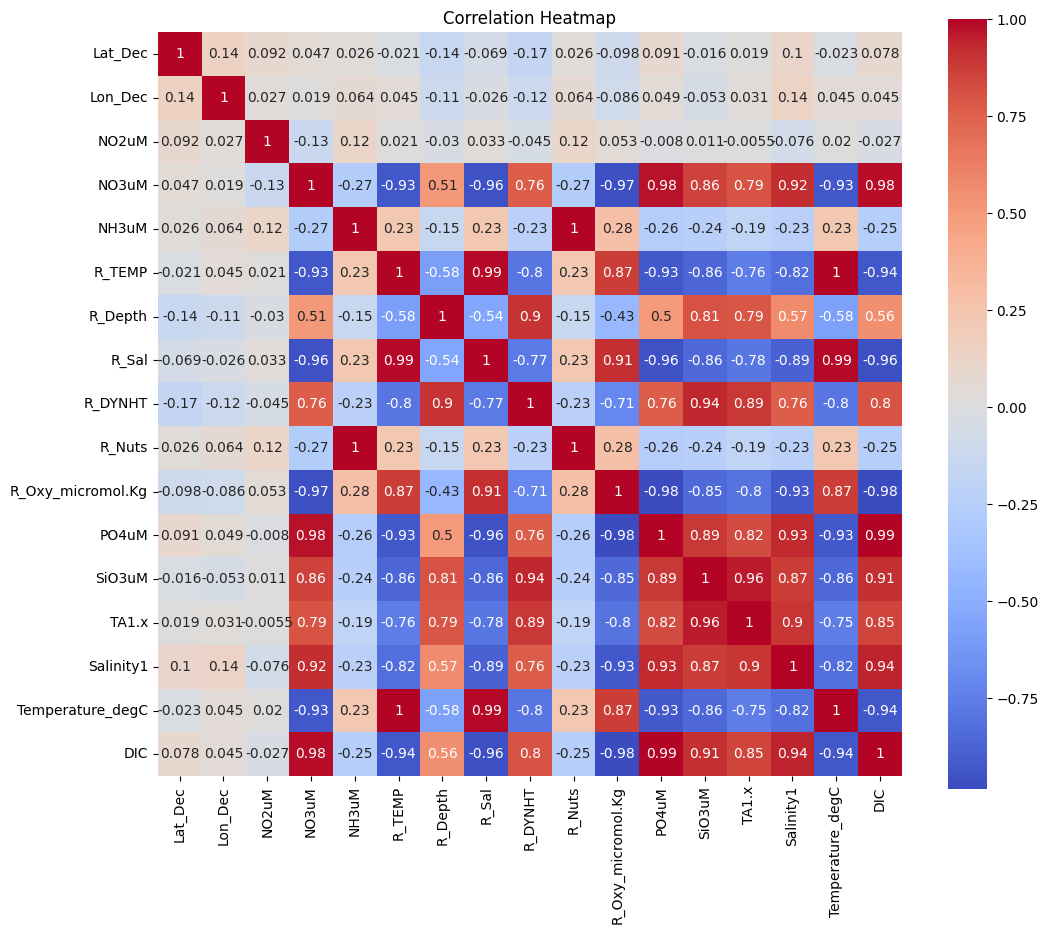 Correlation Heatmap
Lat_Dec 1 0.14 0.092 0.047 0.026 -0.021 -0.14 -0.069 -0.17 0.026 -0.098 0.091 -0.016 0.019 0.1 -0.023 0.078
Lon_Dec 0.14 1 0.027 0.019 0.064 0.045 -0.11 -0.026 -0.12 0.064 -0.086 0.049 -0.053 0.031 0.14 0.045 0.045
NO2uM 0.092 0.027 1 -0.13 0.12 0.021 -0.03 0.033 -0.045 0.12 0.053 -0.008 0.011 -0.0055 -0.076 0.02 -0.027
NO3uM 0.047 0.019 -0.13 1 -0.27 -0.93 0.51 -0.96 0.76 -0.27 -0.97 0.98 0.86 0.79 0.92 -0.93 0.98
NH3uM 0.026 0.064 0.12 -0.27 1 0.23 -0.15 0.23 -0.23 1 0.28 -0.26 -0.24 -0.19 -0.23 0.23 -0.25
R_TEMP -0.021 0.045 0.021 -0.93 0.23 1 -0.58 0.99 -0.8 0.23 0.87 -0.93 -0.86 -0.76 -0.82 1 -0.94
R_Depth -0.14 -0.11 -0.03 0.51 -0.15 -0.58 1 -0.54 0.9 -0.15 -0.43 0.5 0.81 0.79 0.57 -0.58 0.56
R_Sal -0.069 -0.026 0.033 -0.96 0.23 0.99 -0.54 1 -0.77 0.23 0.91 -0.96 -0.86 -0.78 -0.89 0.99 -0.96
R_DYNHT -0.17 -0.12 -0.045 0.76 -0.23 -0.8 0.9 -0.77 1 -0.23 -0.71 0.76 0.94 0.89 0.76 -0.8 0.8
R_Nuts 0.026 0.064 0.12 -0.27 1 0.23 -0.15 0.23 -0.23 1 0.28 -0.26 -0.24 -0.19 -0.23 0.23 -0.25
R_Oxy_micromol.Kg -0.098 -0.086 0.053 -0.97 0.28 0.87 -0.43 0.91 -0.71 0.28 1 -0.98 -0.85 -0.8 -0.93 0.87 -0.98
PO4uM 0.091 0.049 -0.008 0.98 -0.26 -0.93 0.5 -0.96 0.76 -0.26 -0.98 1 0.89 0.82 0.93 -0.93 0.99
SiO3uM -0.016 -0.053 0.011 0.86 -0.24 -0.86 0.81 -0.86 0.94 -0.24 -0.85 0.89 1 0.96 0.87 -0.86 0.91
TA1.x 0.019 0.031 -0.0055 0.79 -0.19 -0.76 0.79 -0.78 0.89 -0.19 -0.8 0.82 0.96 1 0.9 -0.75 0.85
Salinity1 0.1 0.14 -0.076 0.92 -0.23 -0.82 0.57 -0.89 0.76 -0.23 -0.93 0.93 0.87 0.9 1 -0.82 0.94
Temperature_degC -0.023 0.045 0.02 -0.93 0.23 1 -0.58 0.99 -0.8 0.23 0.87 -0.93 -0.86 -0.75 -0.82 1 -0.94
DIC 0.078 0.045 -0.027 0.98 -0.25 -0.94 0.56 -0.96 0.8 -0.25 -0.98 0.99 0.91 0.85 0.94 -0.94 1
Lat_Dec Lon_Dec NO2uM NO3uM NH3uM R_TEMP R_Depth R_Sal R_DYNHT R_Nuts R_Oxy_micromol.Kg PO4uM SiO3uM TA1.x Salinity1 Temperature_degC DIC
1.00
0.75
0.50
0.25
0.00
−0.25
−0.50
−0.75